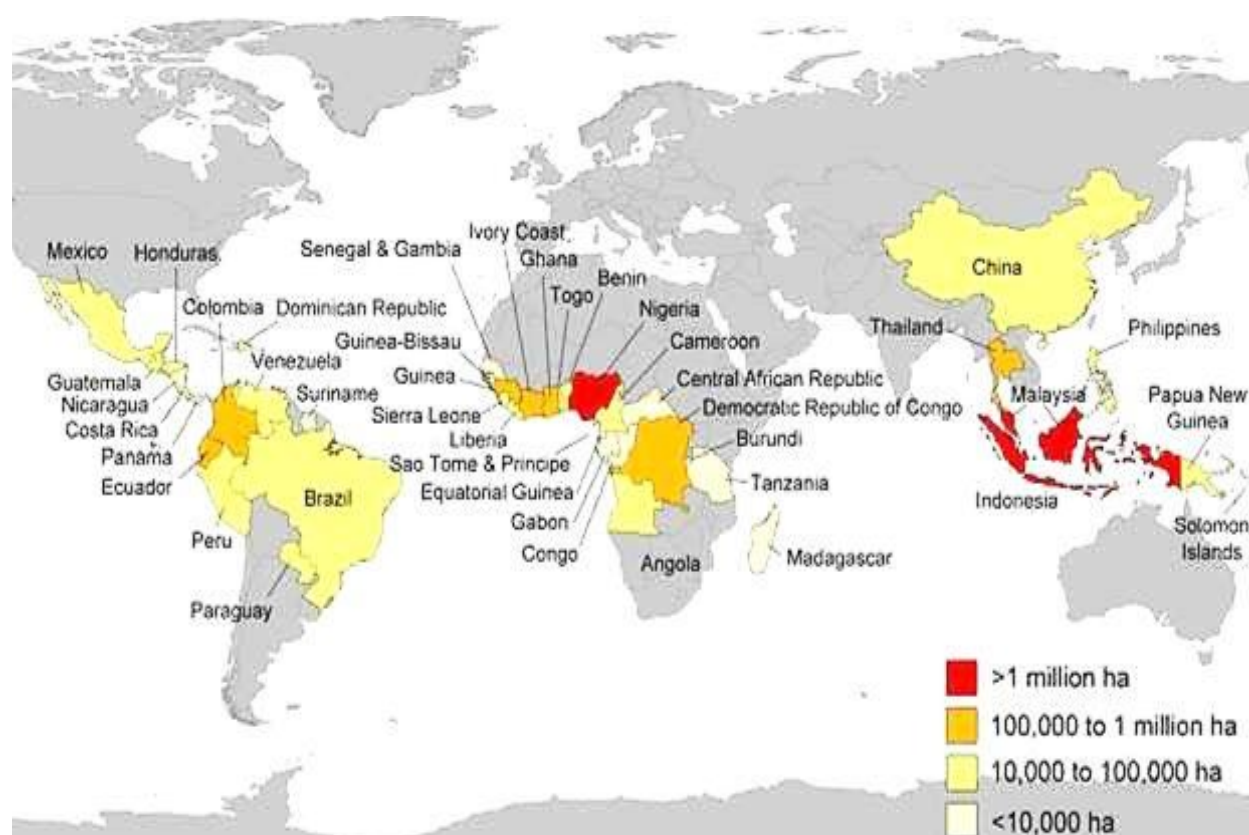 Mexico
Honduras
Senegal & Gambia
Ivory Coast
Ghana
Togo
Benin
Nigeria
Cameroon
Central African Republic
Democratic Republic of Congo
Burundi
Tanzania
Madagascar
Colombia
Dominican Republic
Venezuela
Suriname
Guinea-Bissau
Guinea
Sierra Leone
Liberia
Sao Tome & Principe
Equatorial Guinea
Gabon
Congo
Angola
Guatemala
Nicaragua
Costa Rica
Panama
Ecuador
Peru
Brazil
Paraguay
China
Thailand
Philippines
Malaysia
Papua New
Guinea
Indonesia
Solomon
Islands
>1 million ha
100,000 to 1 million ha
10,000 to 100,000 ha
<10,000 ha